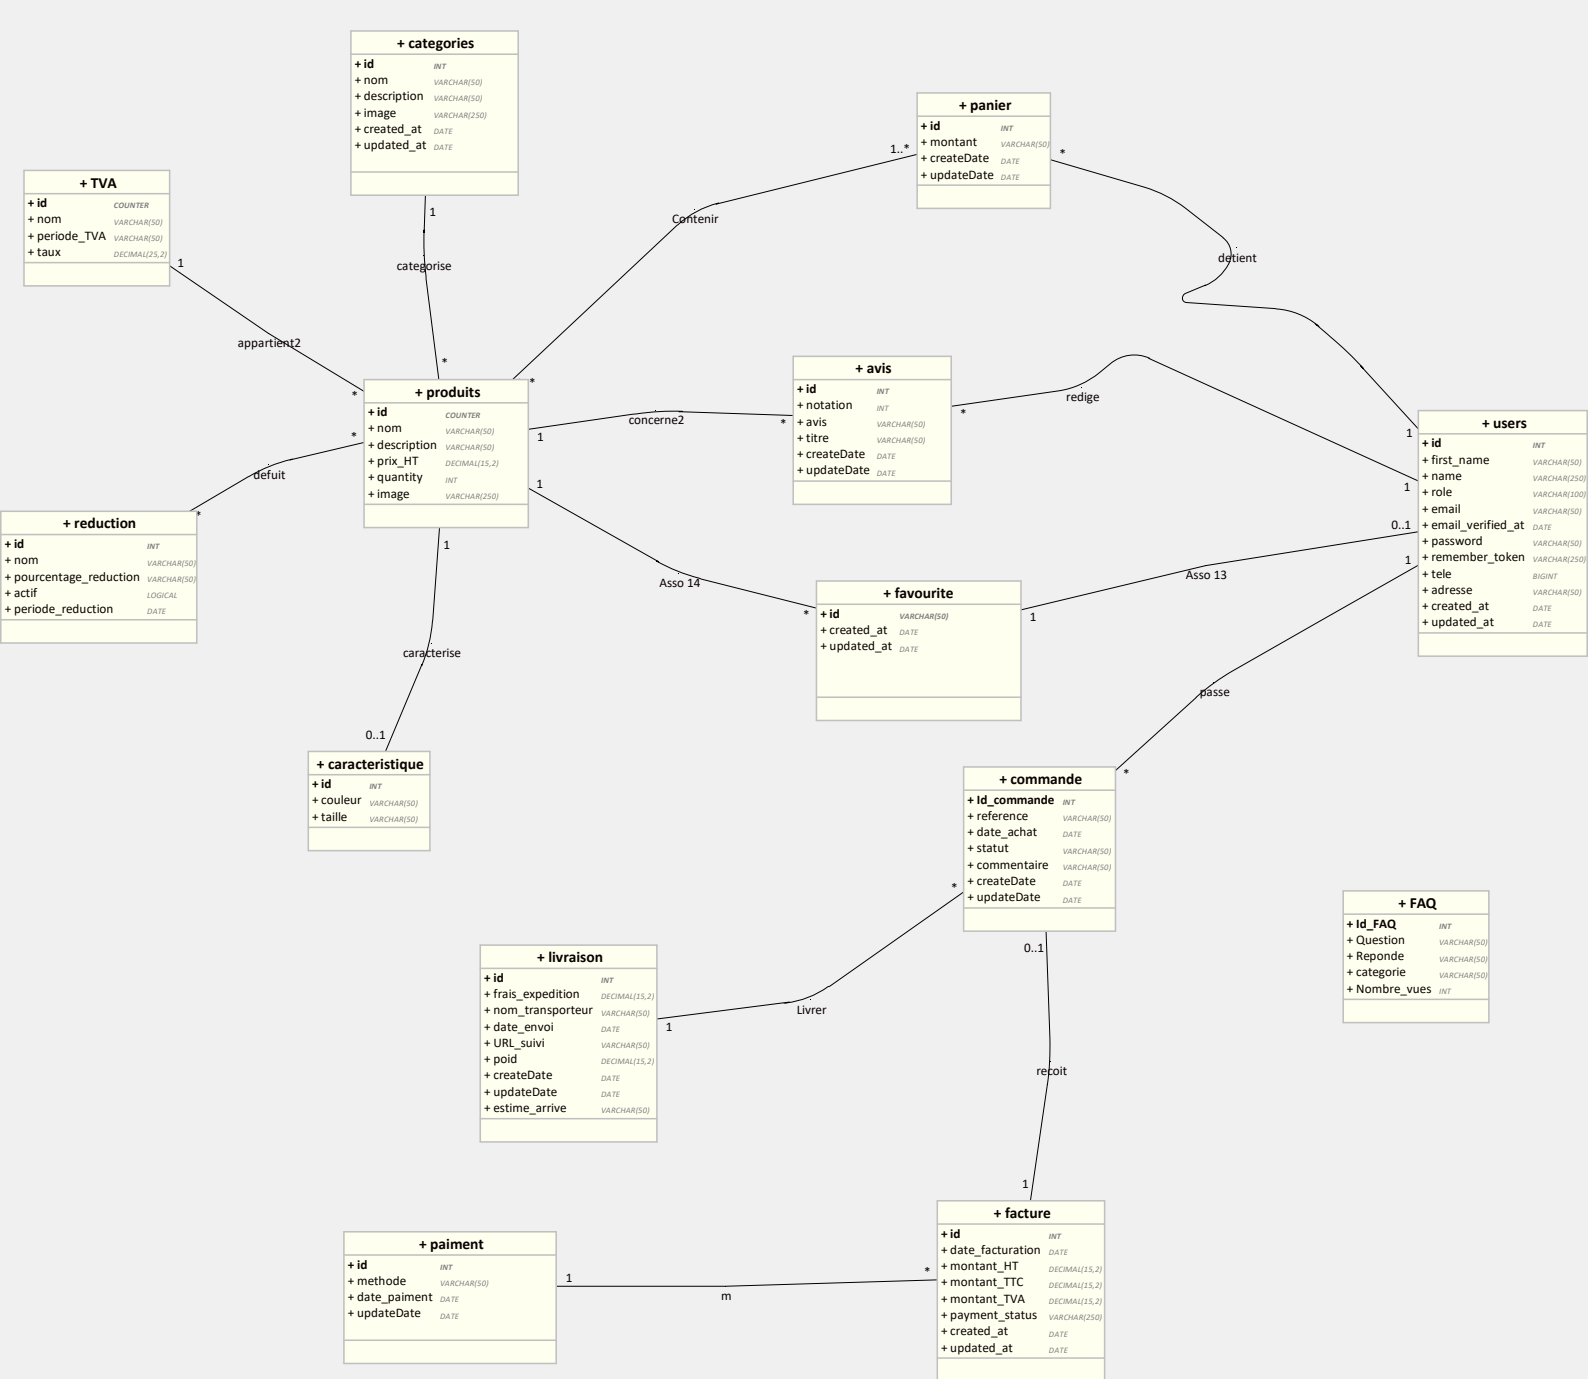 + categories
+ id INT
+ nom VARCHAR(50)
+ description VARCHAR(50)
+ image VARCHAR(250)
+ created_at DATE
+ updated_at DATE
+ panier
+ id INT
+ montant VARCHAR(50)
+ createDate DATE
+ updateDate DATE
1..*
*
+ TVA
+ id COUNTER
+ nom VARCHAR(50)
+ periode_TVA VARCHAR(50)
+ taux DECIMAL(25,2)
1
1
categorise
Contenir
detient
appartient2
*
*
*
+ produits
+ id COUNTER
+ nom VARCHAR(50)
+ description VARCHAR(50)
+ prix_HT DECIMAL(15,2)
+ quantity INT
+ image VARCHAR(250)
1
concerne2
*
+ avis
+ id INT
+ notation INT
+ avis VARCHAR(50)
+ titre VARCHAR(50)
+ createDate DATE
+ updateDate DATE
*
redige
1
1
0..1
1
+ users
+ id INT
+ first_name VARCHAR(50)
+ name VARCHAR(250)
+ role VARCHAR(100)
+ email VARCHAR(50)
+ email_verified_at DATE
+ password VARCHAR(50)
+ remember_token VARCHAR(250)
+ tele BIGINT
+ adresse VARCHAR(50)
+ created_at DATE
+ updated_at DATE
*
defuit
*
+ reduction
+ id INT
+ nom VARCHAR(50)
+ pourcentage_reduction VARCHAR(50)
+ actif LOGICAL
+ periode_reduction DATE
1
1
Asso 14
*
+ favourite
+ id VARCHAR(50)
+ created_at DATE
+ updated_at DATE
1
Asso 13
caracterise
0..1
+ caracteristique
+ id INT
+ couleur VARCHAR(50)
+ taille VARCHAR(50)
passe
*
+ commande
+ Id_commande INT
+ reference VARCHAR(50)
+ date_achat DATE
+ statut VARCHAR(50)
+ commentaire VARCHAR(50)
+ createDate DATE
+ updateDate DATE
*
0..1
+ FAQ
+ Id_FAQ INT
+ Question VARCHAR(50)
+ Reponde VARCHAR(50)
+ categorie VARCHAR(50)
+ Nombre_vues INT
+ livraison
+ id INT
+ frais_expedition DECIMAL(15,2)
+ nom_transporteur VARCHAR(50)
+ date_envoi DATE
+ URL_suivi VARCHAR(50)
+ poid DECIMAL(15,2)
+ createDate DATE
+ updateDate DATE
+ estime_arrive VARCHAR(50)
1
Livrer
recoit
1
+ paiment
+ id INT
+ methode VARCHAR(50)
+ date_paiment DATE
+ updateDate DATE
1
m
*
+ facture
+ id INT
+ date_facturation DATE
+ montant_HT DECIMAL(15,2)
+ montant_TTC DECIMAL(15,2)
+ montant_TVA DECIMAL(15,2)
+ payment_status VARCHAR(250)
+ created_at DATE
+ updated_at DATE